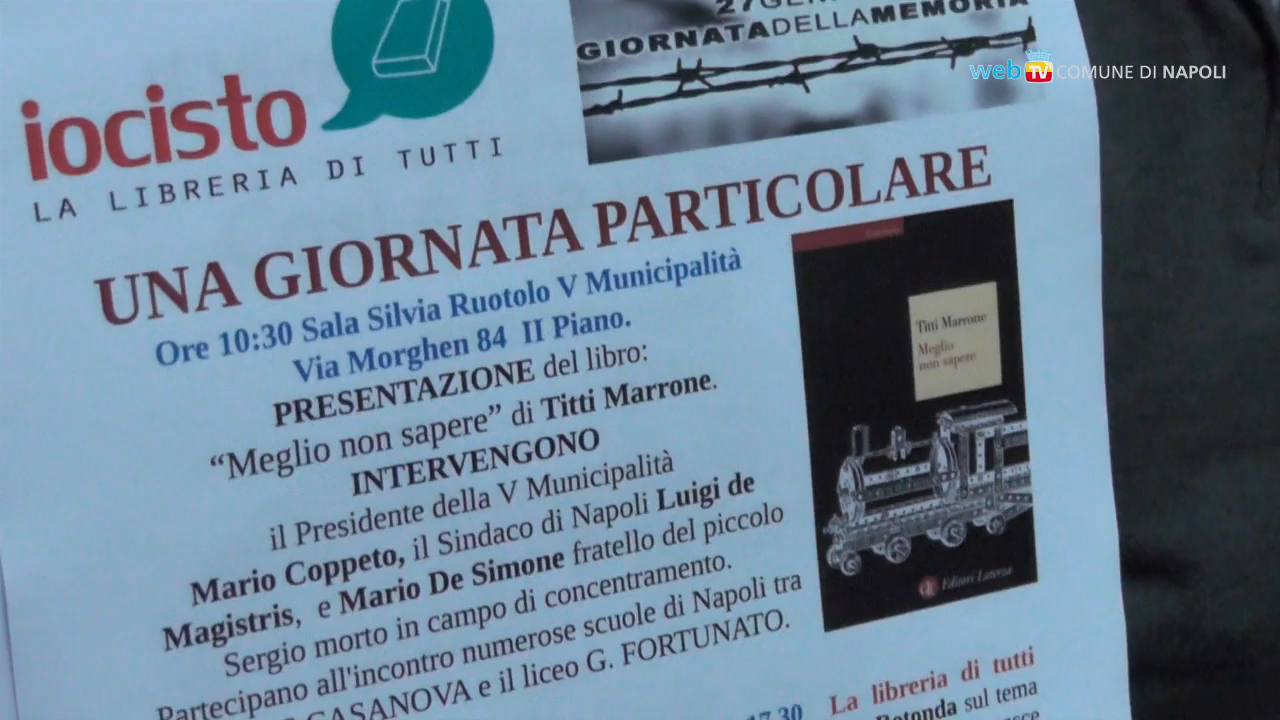 iocisto
LA LIBRERIA DI TUTTI
GIORNATADELLAMEMORIA
web TV COMUNE DI NAPOLI
UNA GIORNATA PARTICOLARE
Ore 10:30 Sala Silvia Ruotolo V Municipalità
Via Morghen 84 II Piano.
PRESENTAZIONE del libro:
“Meglio non sapere” di Titti Marrone.
INTERVENGONO
il Presidente della V Municipalità
Mario Coppeto, il Sindaco di Napoli Luigi de
Magistris, e Mario De Simone fratello del piccolo
Sergio morto in campo di concentramento.
Partecipano all'incontro numerose scuole di Napoli tra
CASANOVA e il liceo G. FORTUNATO.
Titti Marrone
Meglio
non sapere
Editori Laterza
17.30
La libreria di tutti
Rotonda sul tema